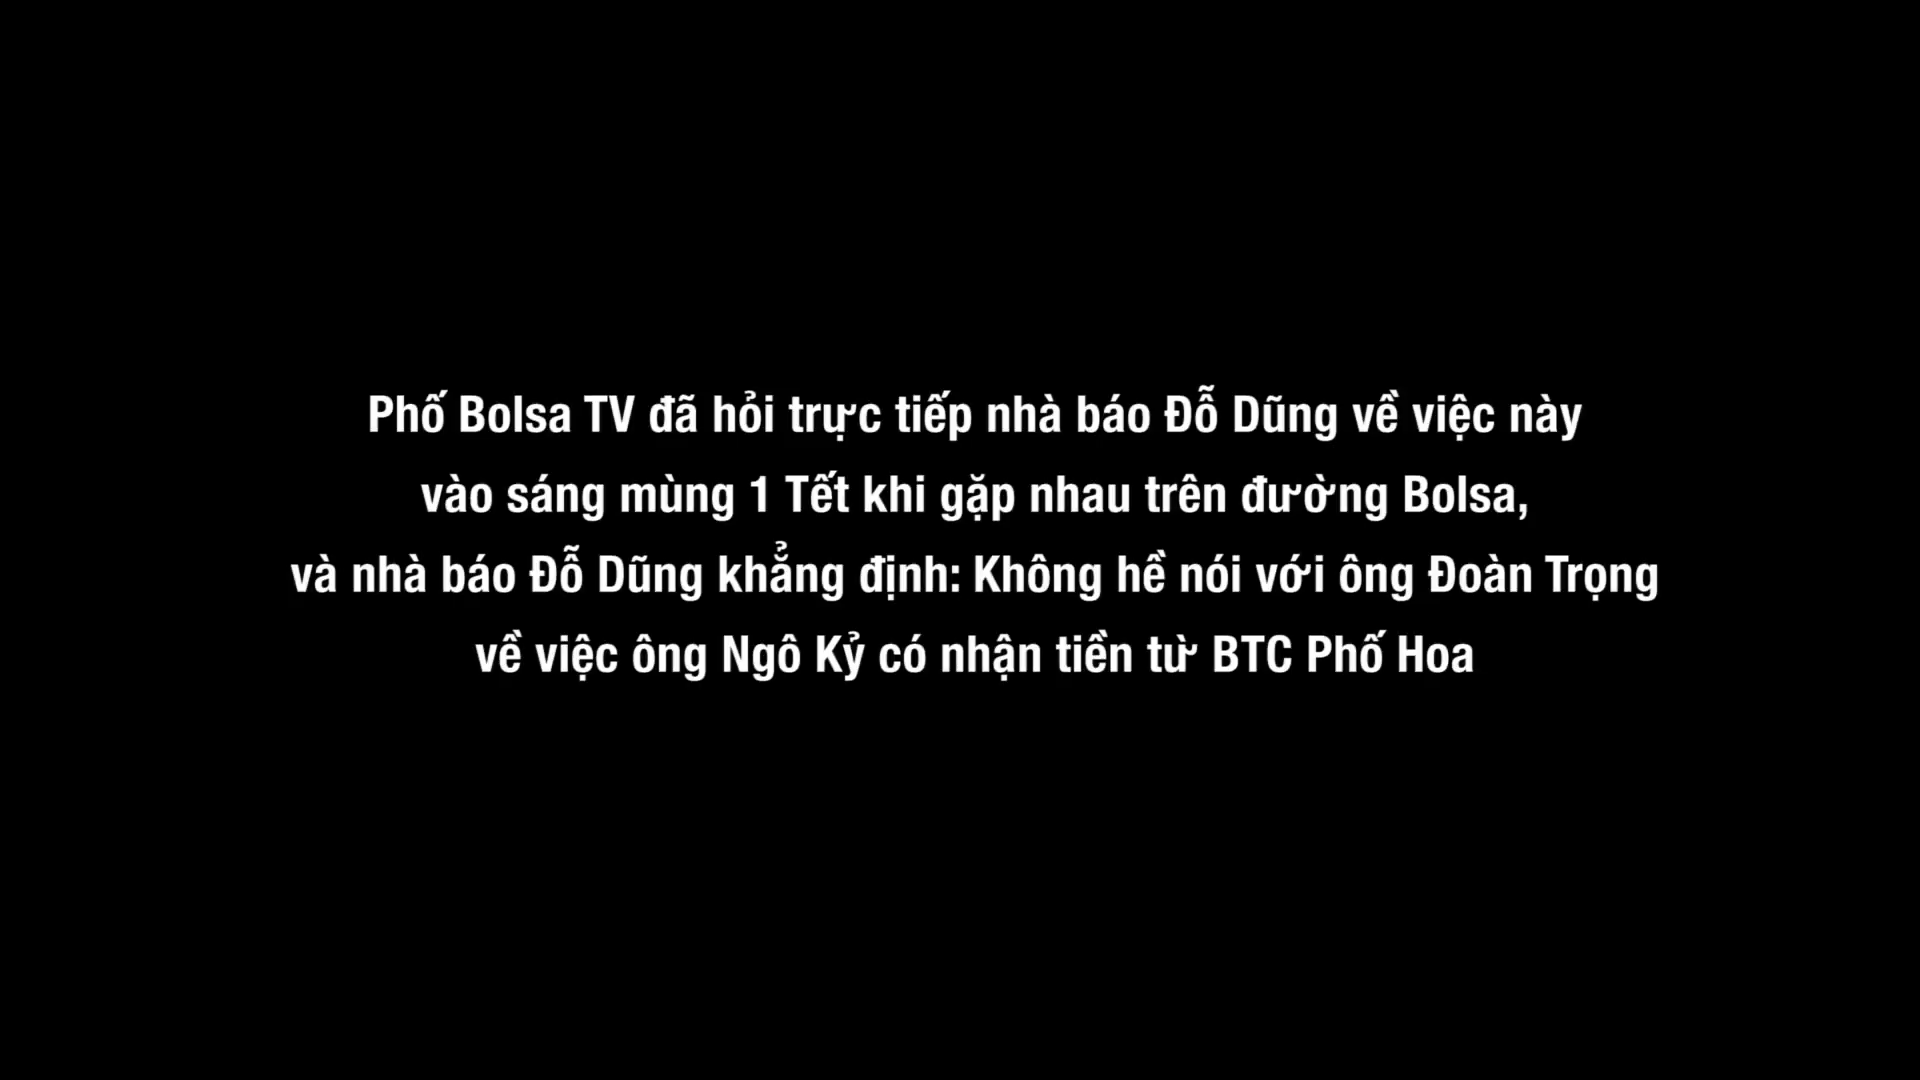 Phố Bolsa TV đã hỏi trực tiếp nhà báo Đỗ Dũng về việc này
vào sáng mùng 1 Tết khi gặp nhau trên đường Bolsa,
và nhà báo Đỗ Dũng khẳng định: Không hề nói với ông Đoàn Trọng
về việc ông Ngô Kỷ có nhận tiền từ BTC Phố Hoa